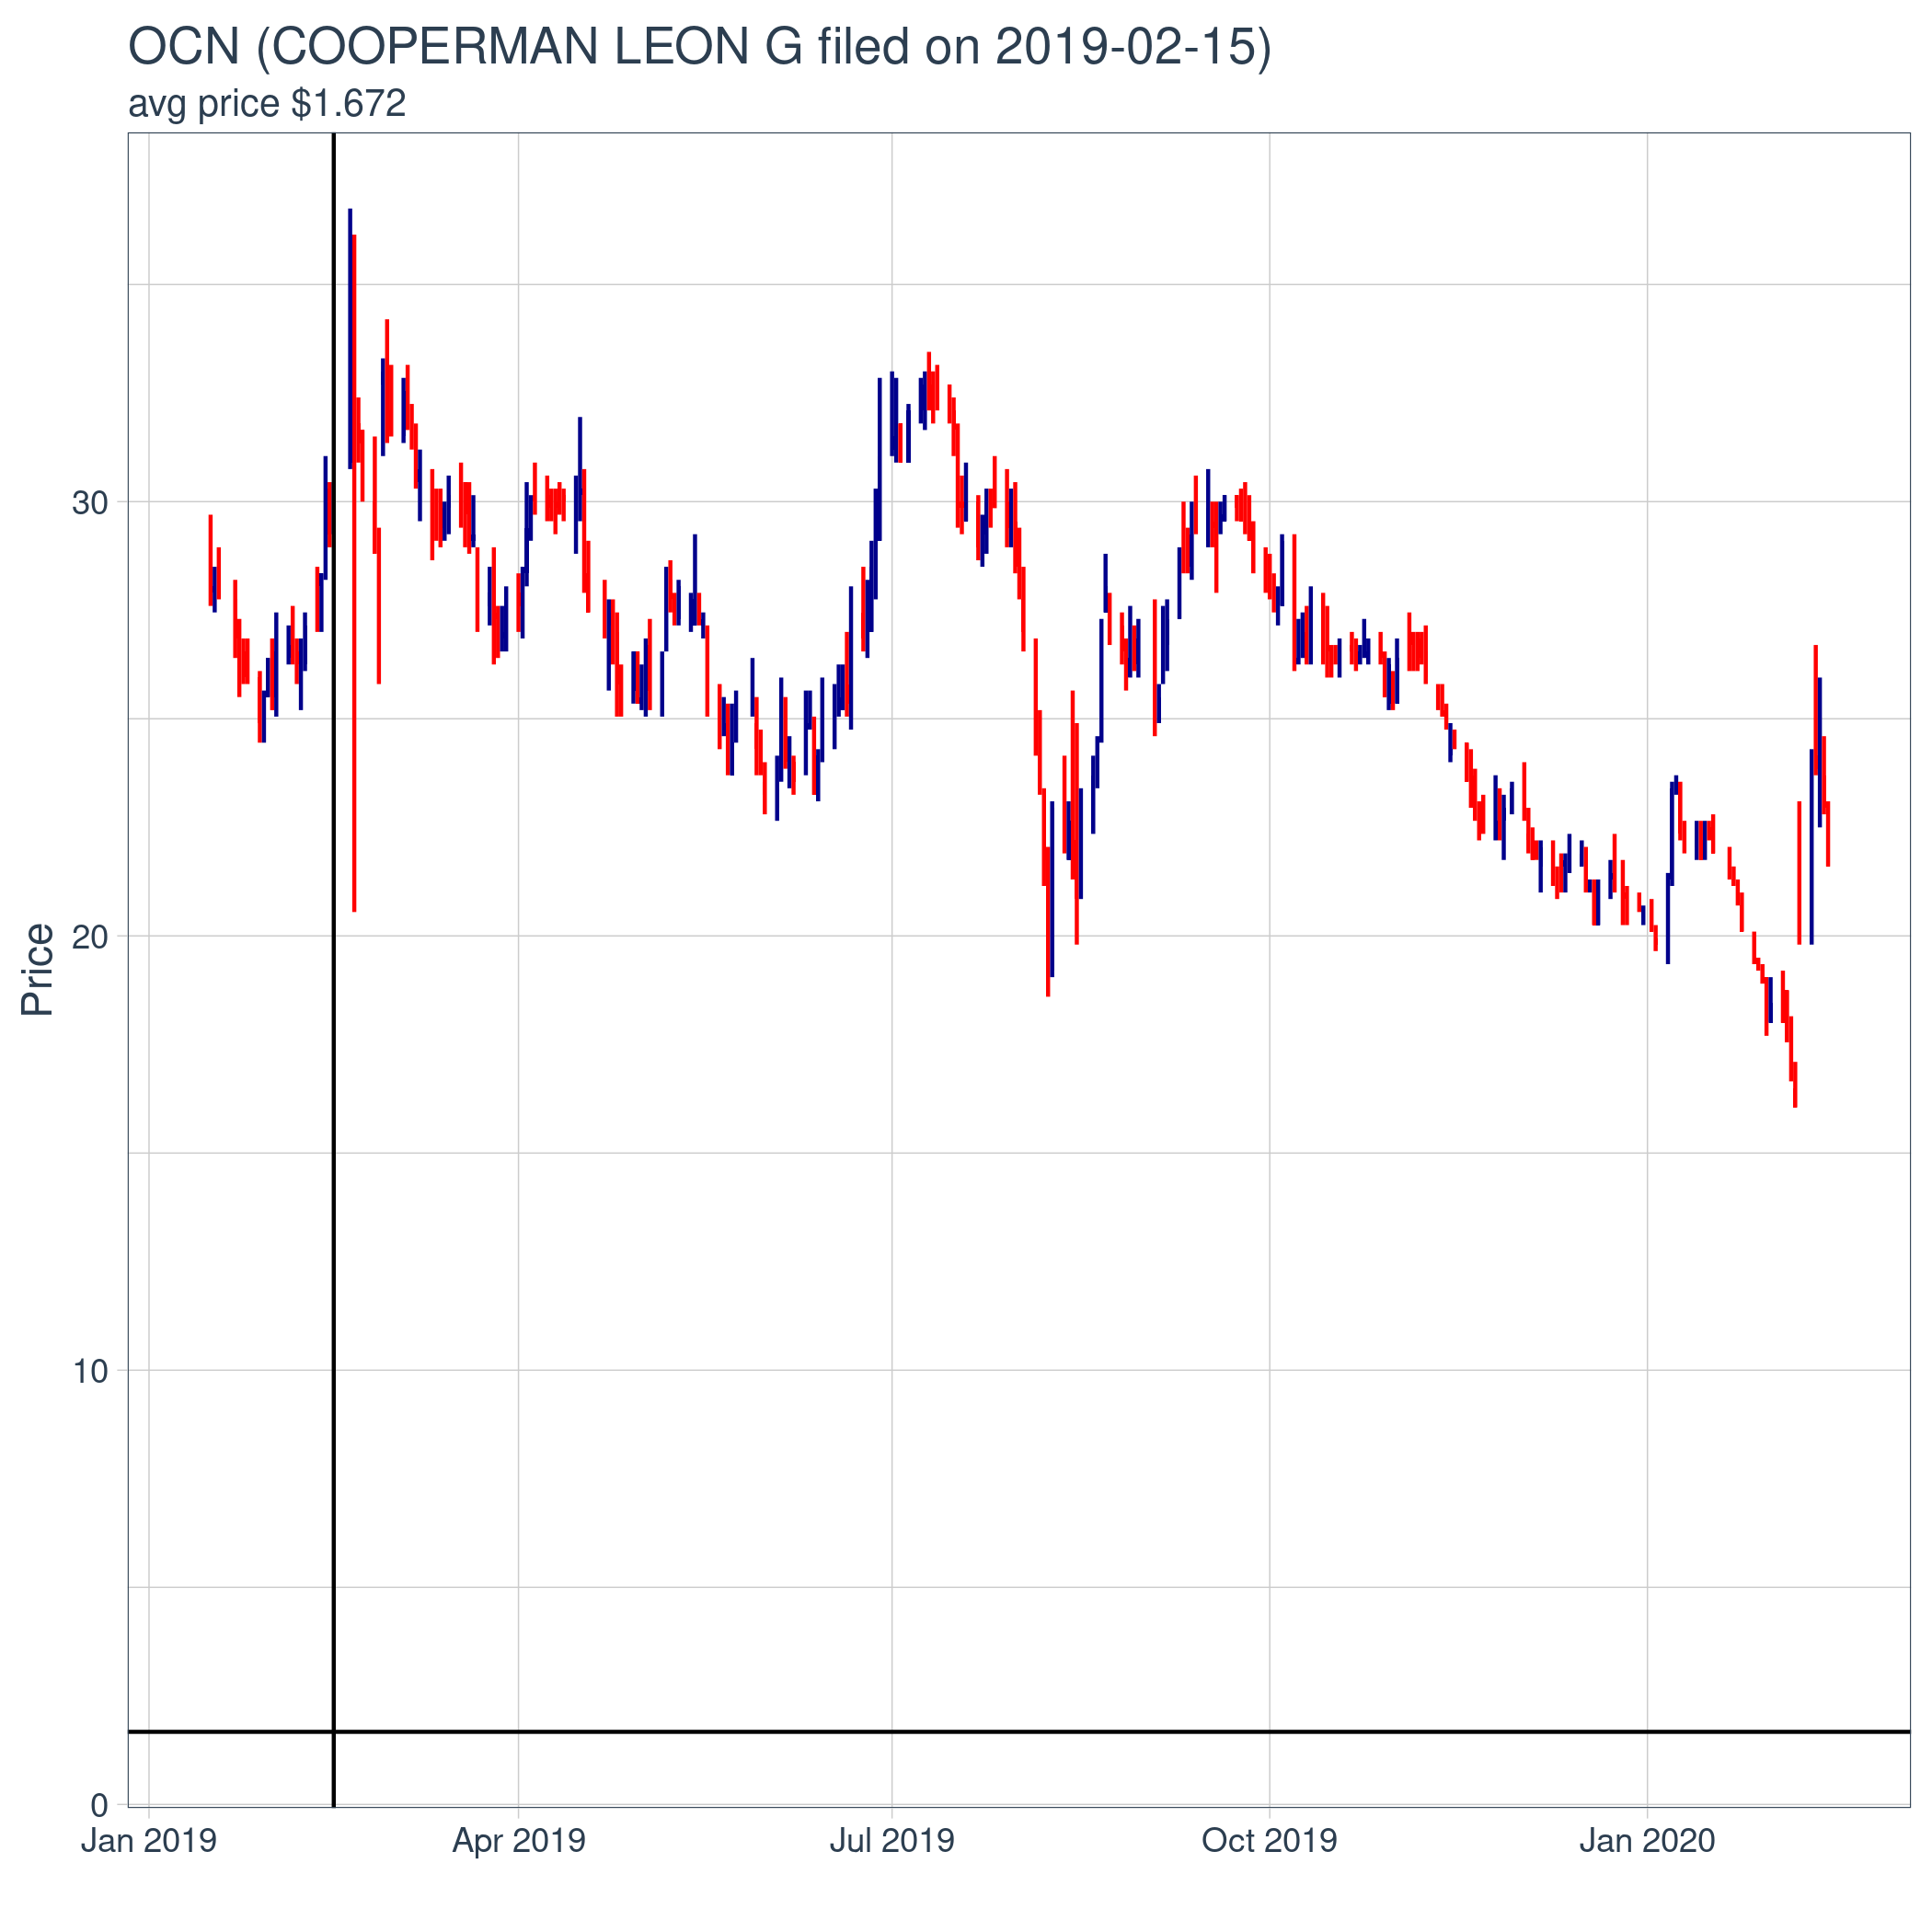 OCN (COOPERMAN LEON G filed on 2019-02-15)
avg price $1.672
Price
30
20
10
0
Jan 2019
Apr 2019
Jul 2019
Oct 2019
Jan 2020